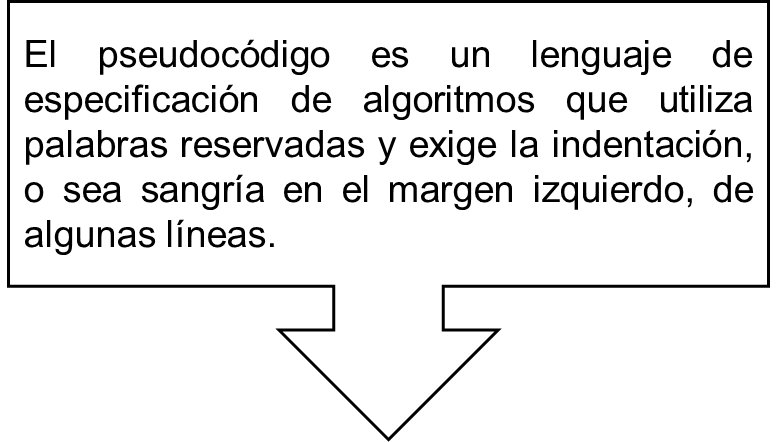 El pseudocódigo es un lenguaje de
especificación de algoritmos que utiliza
palabras reservadas y exige la indentación,
o sea sangría en el margen izquierdo, de
algunas líneas.